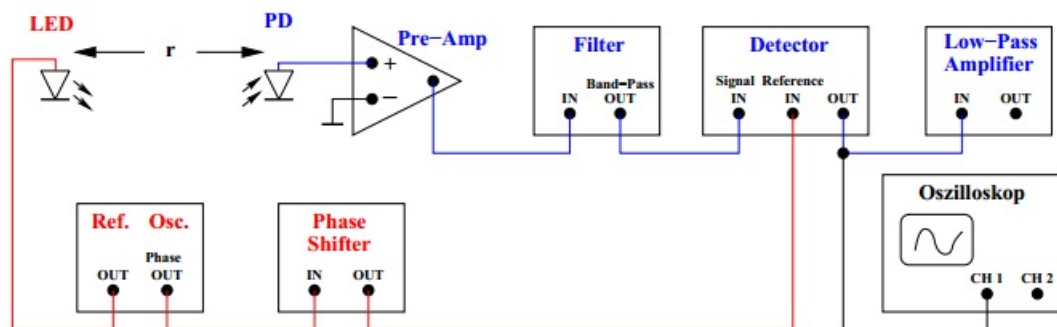 LED
r
PD
Pre−Amp
+
−
Filter
Band−Pass
IN OUT
Detector
Signal Reference
IN IN OUT
Low−Pass
Amplifier
IN OUT
Ref. Osc.
Phase
OUT OUT
Phase
Shifter
IN OUT
Oszilloskop
CH 1 CH 2